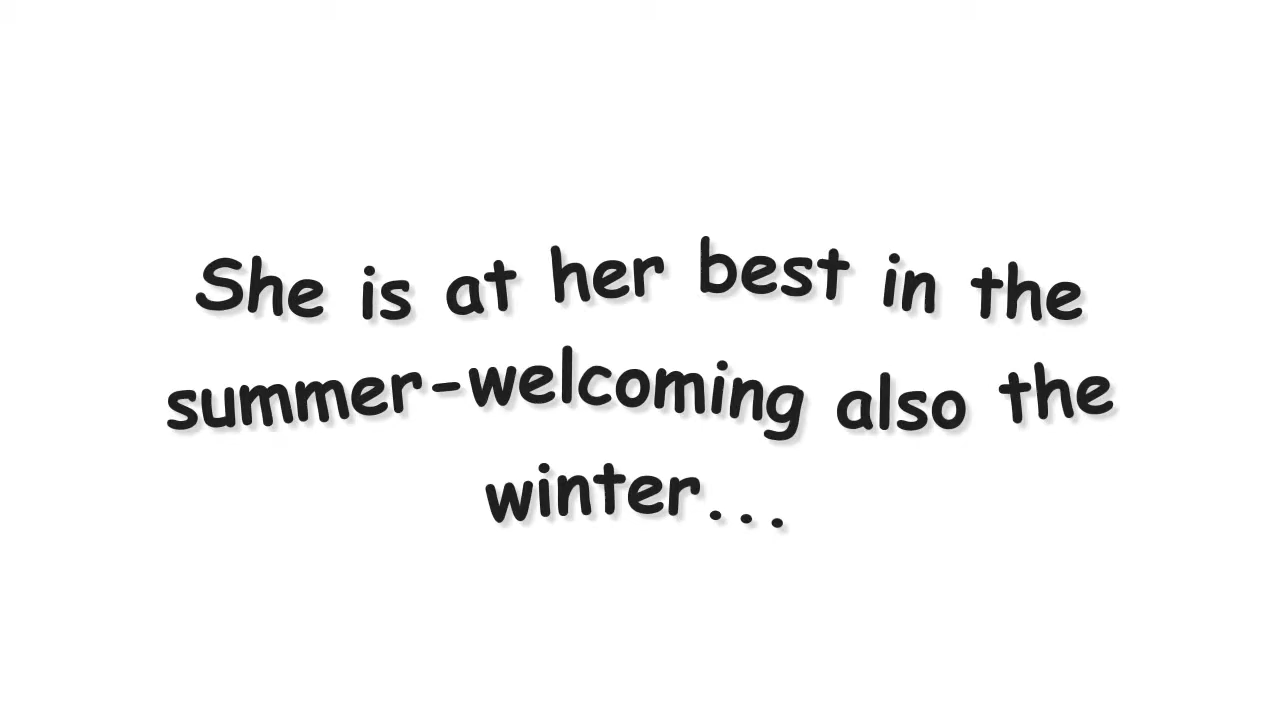 She is at her best in the
summer-welcoming also the
winter...